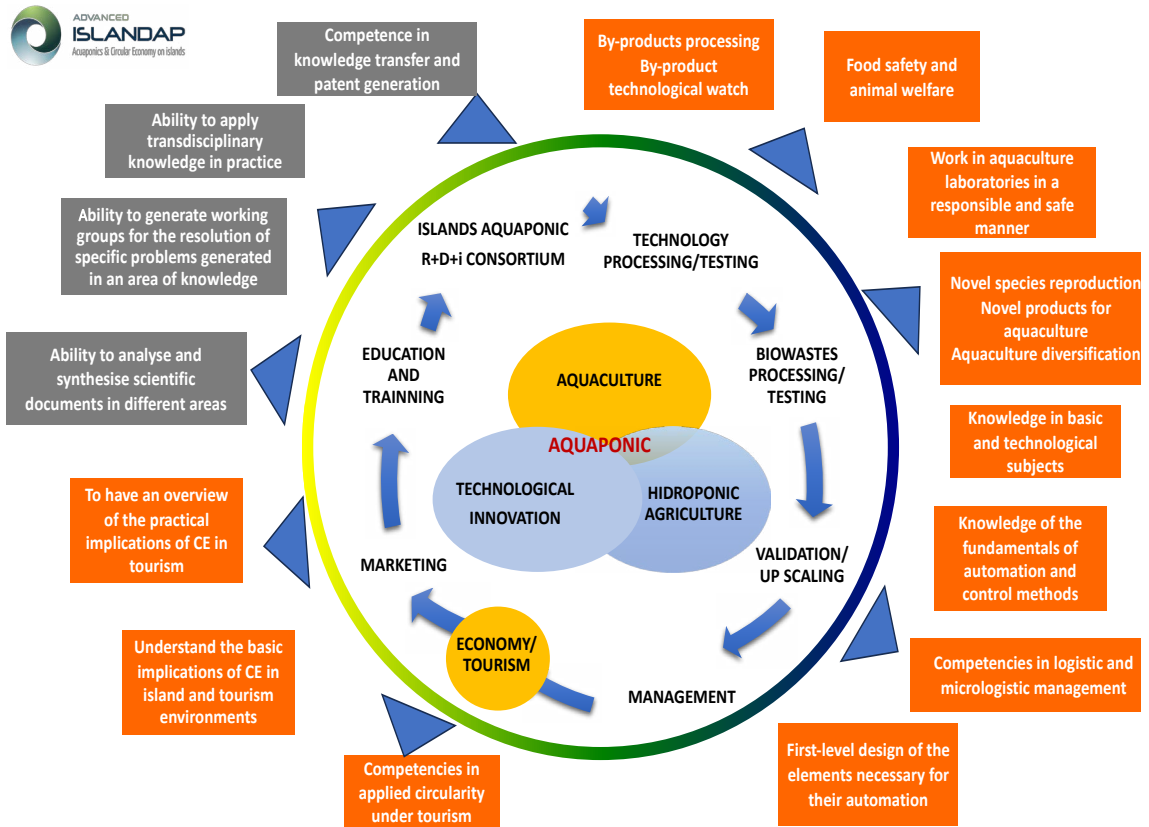 ADVANCED
ISLANDAP
Aquaponics & Circular Economy on islands
Competence in
knowledge transfer and
patent generation
By-products processing
By-product
technological watch
Food safety and
animal welfare
Ability to apply
transdisciplinary
knowledge in practice
Work in aquaculture
laboratories in a
responsible and safe
manner
Ability to generate working
groups for the resolution of
specific problems generated
in an area of knowledge
Novel species reproduction
Novel products for
aquaculture
Aquaculture diversification
Ability to analyse and
synthesise scientific
documents in different areas
Knowledge in basic
and technological
subjects
To have an overview
of the practical
implications of CE in
tourism
Knowledge of the
fundamentals of
automation and
control methods
Understand the basic
implications of CE in
island and tourism
environments
Competencies in logistic and
micrologistic management
Competencies in
applied circularity
under tourism
First-level design of the
elements necessary for
their automation
ISLANDS AQUAPONIC
R+D+i CONSORTIUM
TECHNOLOGY
PROCESSING/TESTING
BIOWASTES
PROCESSING/
TESTING
VALIDATION/
UP SCALING
MANAGEMENT
ECONOMY/
TOURISM
MARKETING
EDUCATION
AND
TRAINNING
AQUACULTURE
AQUAPONIC
TECHNOLOGICAL
INNOVATION
HIDROPONIC
AGRICULTURE